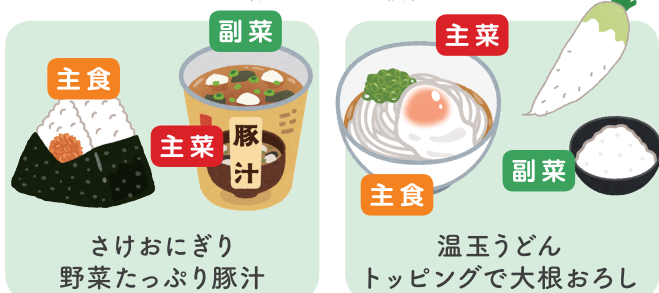 副菜
主食
主菜
豚汁
さけおにぎり
野菜たっぷり豚汁
主菜
副菜
主食
温玉うどん
トッピングで大根おろし